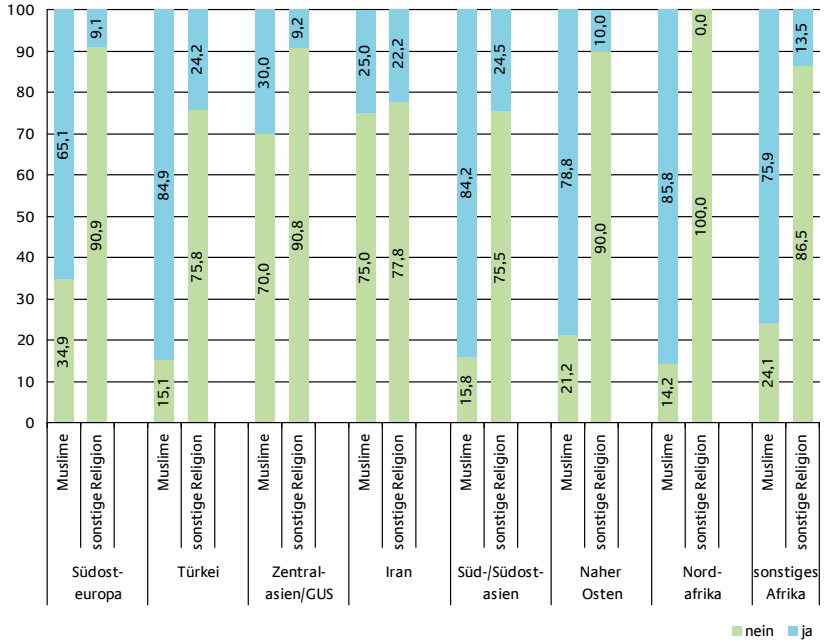 100
90
80
70
60
50
40
30
20
10
0
65,1
34,9
9,1
90,9
84,9
15,1
24,2
75,8
30,0
70,0
9,2
90,8
25,0
75,0
22,2
77,8
84,2
15,8
24,5
75,5
78,8
21,2
10,0
90,0
85,8
14,2
0,0
100,0
75,9
24,1
13,5
86,5
Muslime
sonstige Religion
Muslime
sonstige Religion
Muslime
sonstige Religion
Muslime
sonstige Religion
Muslime
sonstige Religion
Muslime
sonstige Religion
Muslime
sonstige Religion
Muslime
sonstige Religion
Südost-
europa
Türkei
Zentral-
asien/GUS
Iran
Süd-/Südost-
asien
Naher
Osten
Nord-
afrika
sonstiges
Afrika
nein ja